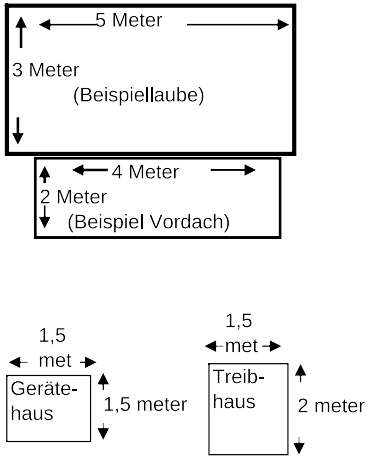 5 Meter
3 Meter
(Beispiellaube)
4 Meter
2 Meter
(Beispiel Vordach)
1,5
met
Geräte-
haus
1,5 meter
1,5
met
Treib-
haus
2 meter